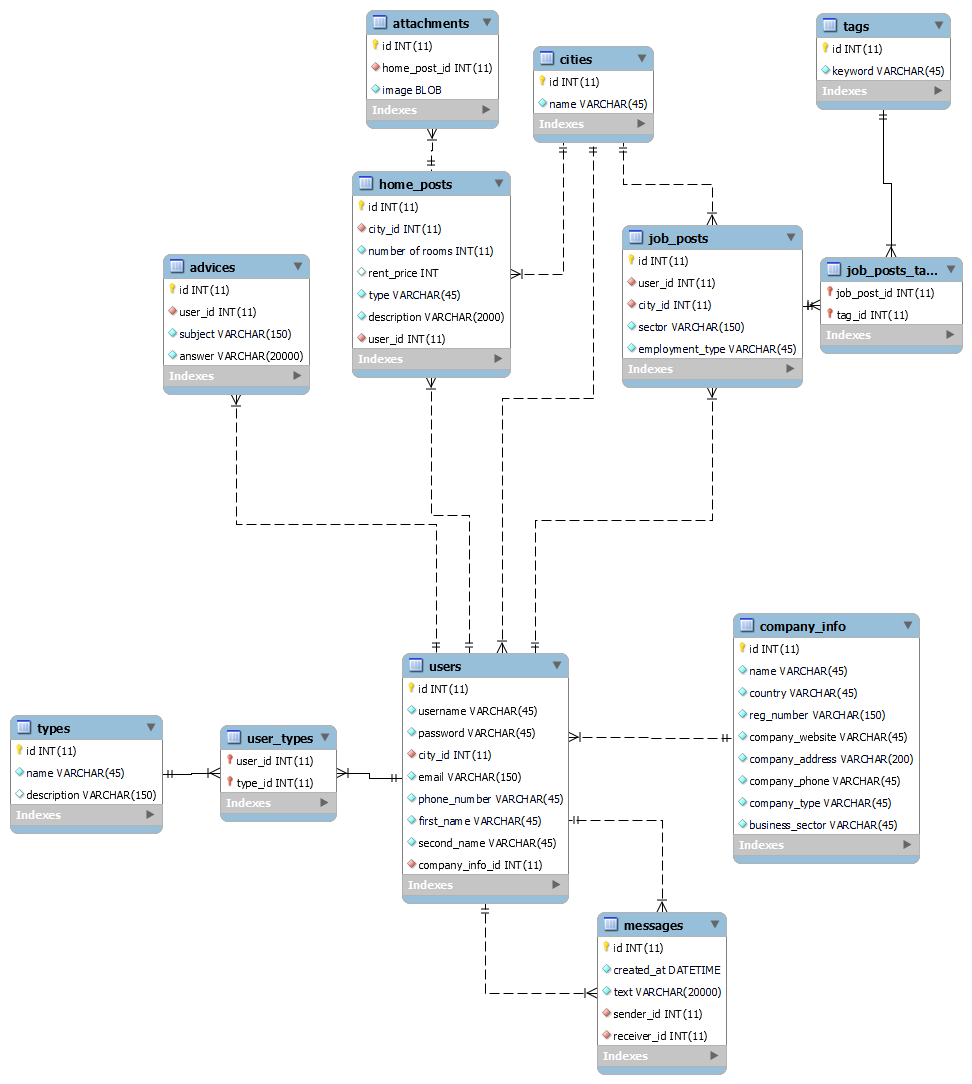 attachments
id INT(11)
home_post_id INT(11)
image BLOB
Indexes
cities
id INT(11)
name VARCHAR(45)
Indexes
tags
id INT(11)
keyword VARCHAR(45)
Indexes
home_posts
id INT(11)
city_id INT(11)
number of rooms INT(11)
rent_price INT
type VARCHAR(45)
description VARCHAR(2000)
user_id INT(11)
Indexes
job_posts
id INT(11)
user_id INT(11)
city_id INT(11)
sector VARCHAR(150)
employment_type VARCHAR(45)
Indexes
job_posts_ta...
job_post_id INT(11)
tag_id INT(11)
Indexes
advices
id INT(11)
user_id INT(11)
subject VARCHAR(150)
answer VARCHAR(20000)
Indexes
users
id INT(11)
username VARCHAR(45)
password VARCHAR(45)
city_id INT(11)
email VARCHAR(150)
phone_number VARCHAR(45)
first_name VARCHAR(45)
second_name VARCHAR(45)
company_info_id INT(11)
Indexes
company_info
id INT(11)
name VARCHAR(45)
country VARCHAR(45)
reg_number VARCHAR(150)
company_website VARCHAR(45)
company_address VARCHAR(200)
company_phone VARCHAR(45)
company_type VARCHAR(45)
business_sector VARCHAR(45)
Indexes
types
id INT(11)
name VARCHAR(45)
description VARCHAR(150)
Indexes
user_types
user_id INT(11)
type_id INT(11)
Indexes
messages
id INT(11)
created_at DATETIME
text VARCHAR(20000)
sender_id INT(11)
receiver_id INT(11)
Indexes